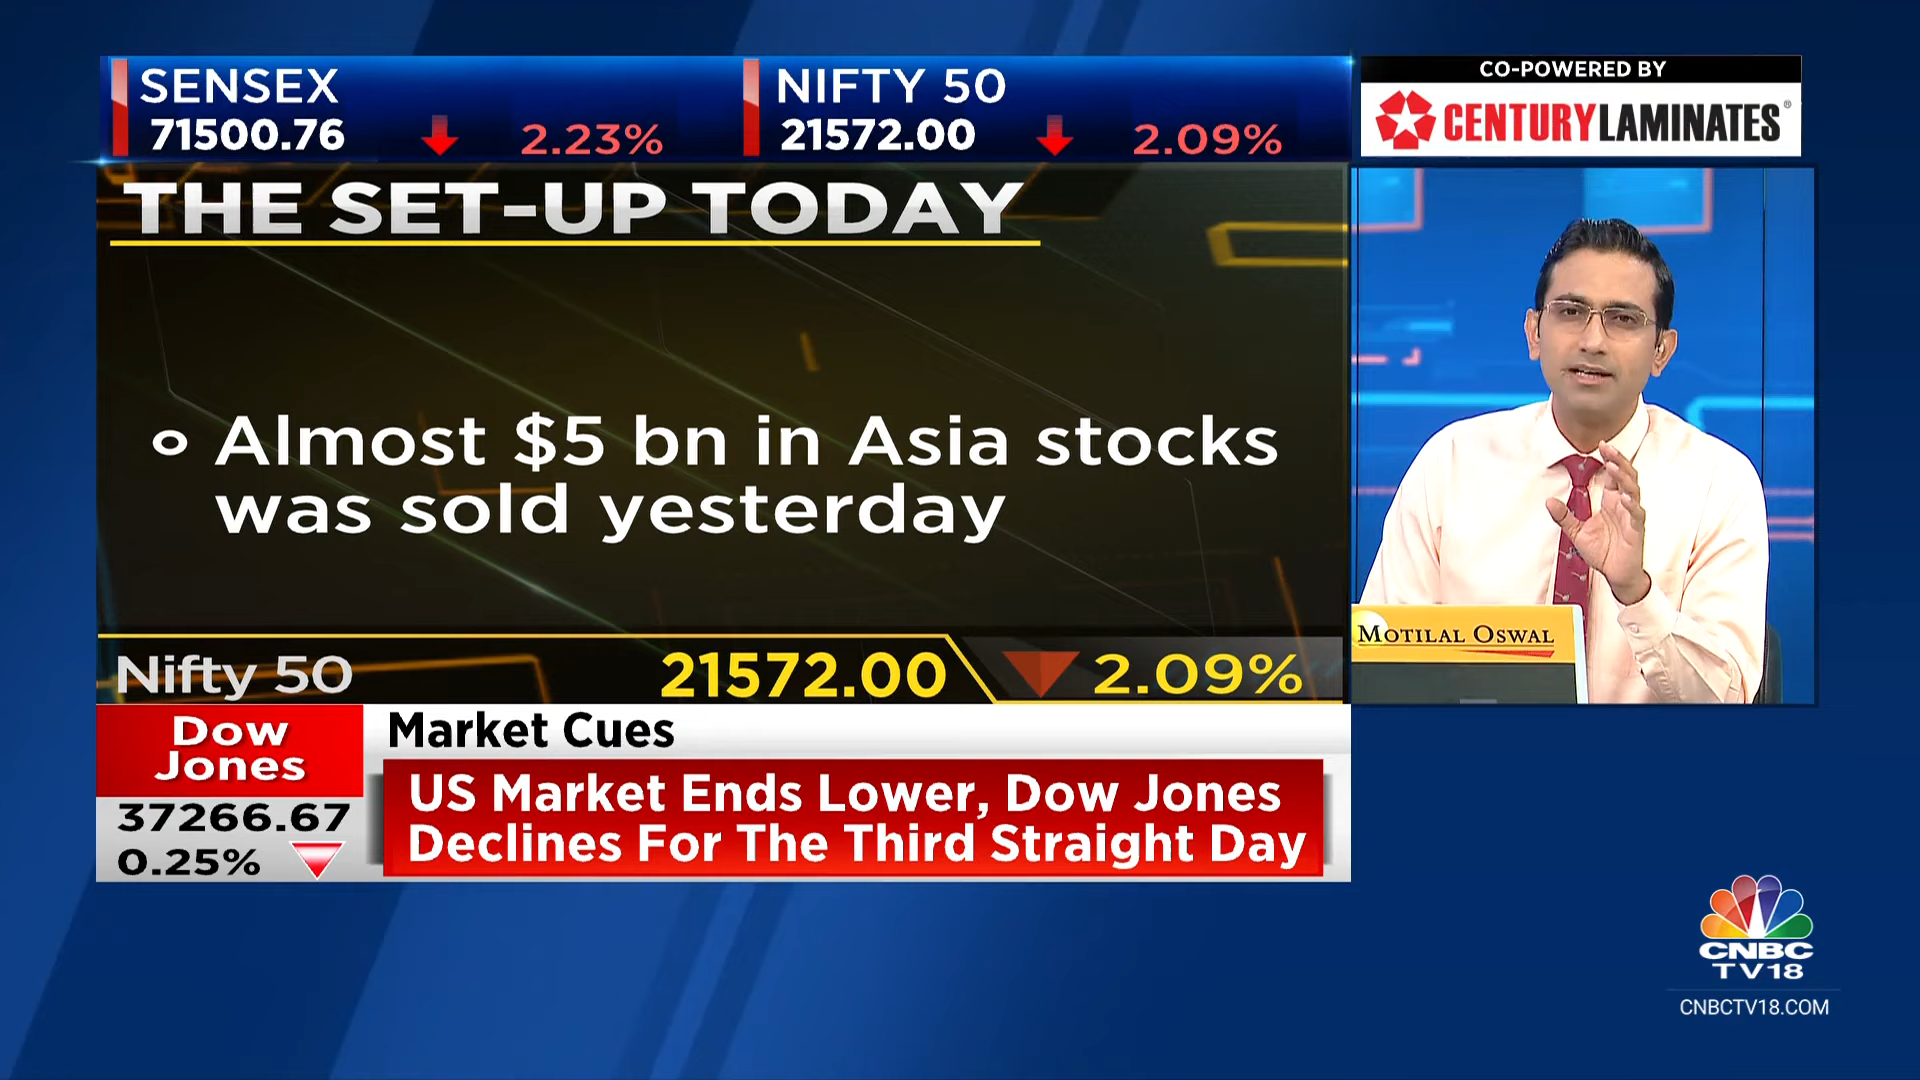 SENSEX
71500.76
2.23%
NIFTY 50
21572.00
2.09%
CO-POWERED BY
CENTURYLAMINATES®
THE SET-UP TODAY
o Almost $5 bn in Asia stocks
was sold yesterday
MOTILAL OSWAL
Nifty 50 21572.00 2.09%
Dow
Jones
37266.67
0.25%
Market Cues
US Market Ends Lower, Dow Jones
Declines For The Third Straight Day
CNBC
TV18
CNBCTV18.COM